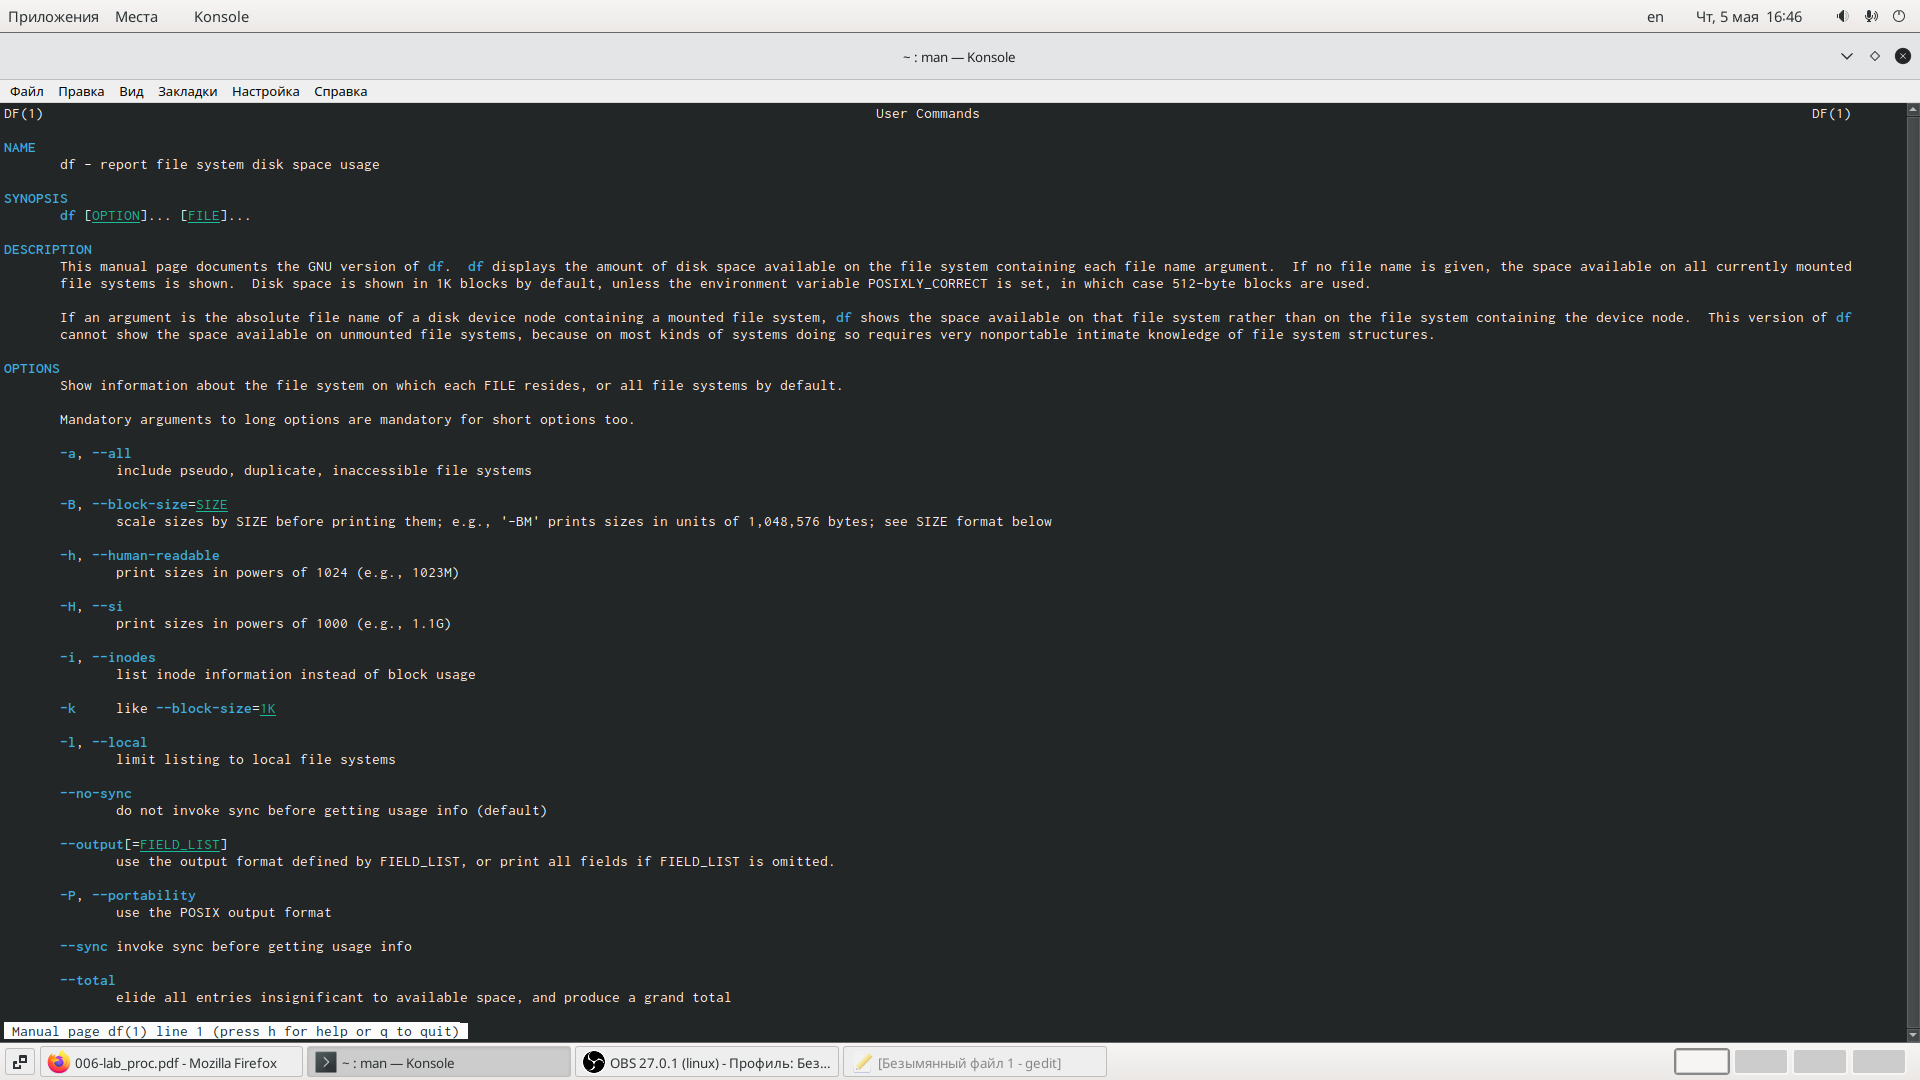 Приложения Места Konsole en Чт, 5 мая 16:46
~ : man — Konsole
Файл Правка Вид Закладки Настройка Справка
DF(1) User Commands DF(1)
NAME
df - report file system disk space usage
SYNOPSIS
df [OPTION]... [FILE]...
DESCRIPTION
This manual page documents the GNU version of df.  df displays the amount of disk space available on the file system containing each file name argument.  If no file name is given, the space available on all currently mounted
file systems is shown.  Disk space is shown in 1K blocks by default, unless the environment variable POSIXLY_CORRECT is set, in which case 512-byte blocks are used.
If an argument is the absolute file name of a disk device node containing a mounted file system, df shows the space available on that file system rather than on the file system containing the device node.  This version of df
cannot show the space available on unmounted file systems, because on most kinds of systems doing so requires very nonportable intimate knowledge of file system structures.
OPTIONS
Show information about the file system on which each FILE resides, or all file systems by default.
Mandatory arguments to long options are mandatory for short options too.
-a, --all
include pseudo, duplicate, inaccessible file systems
-B, --block-size=SIZE
scale sizes by SIZE before printing them; e.g., '-BM' prints sizes in units of 1,048,576 bytes; see SIZE format below
-h, --human-readable
print sizes in powers of 1024 (e.g., 1023M)
-H, --si
print sizes in powers of 1000 (e.g., 1.1G)
-i, --inodes
list inode information instead of block usage
-k like --block-size=1K
-l, --local
limit listing to local file systems
--no-sync
do not invoke sync before getting usage info (default)
--output[=FIELD_LIST]
use the output format defined by FIELD_LIST, or print all fields if FIELD_LIST is omitted.
-P, --portability
use the POSIX output format
--sync invoke sync before getting usage info
--total
elide all entries insignificant to available space, and produce a grand total
Manual page df(1) line 1 (press h for help or q to quit)
006-lab_proc.pdf - Mozilla Firefox ~ : man — Konsole OBS 27.0.1 (linux) - Профиль: Без... [Безымянный файл 1 - gedit]